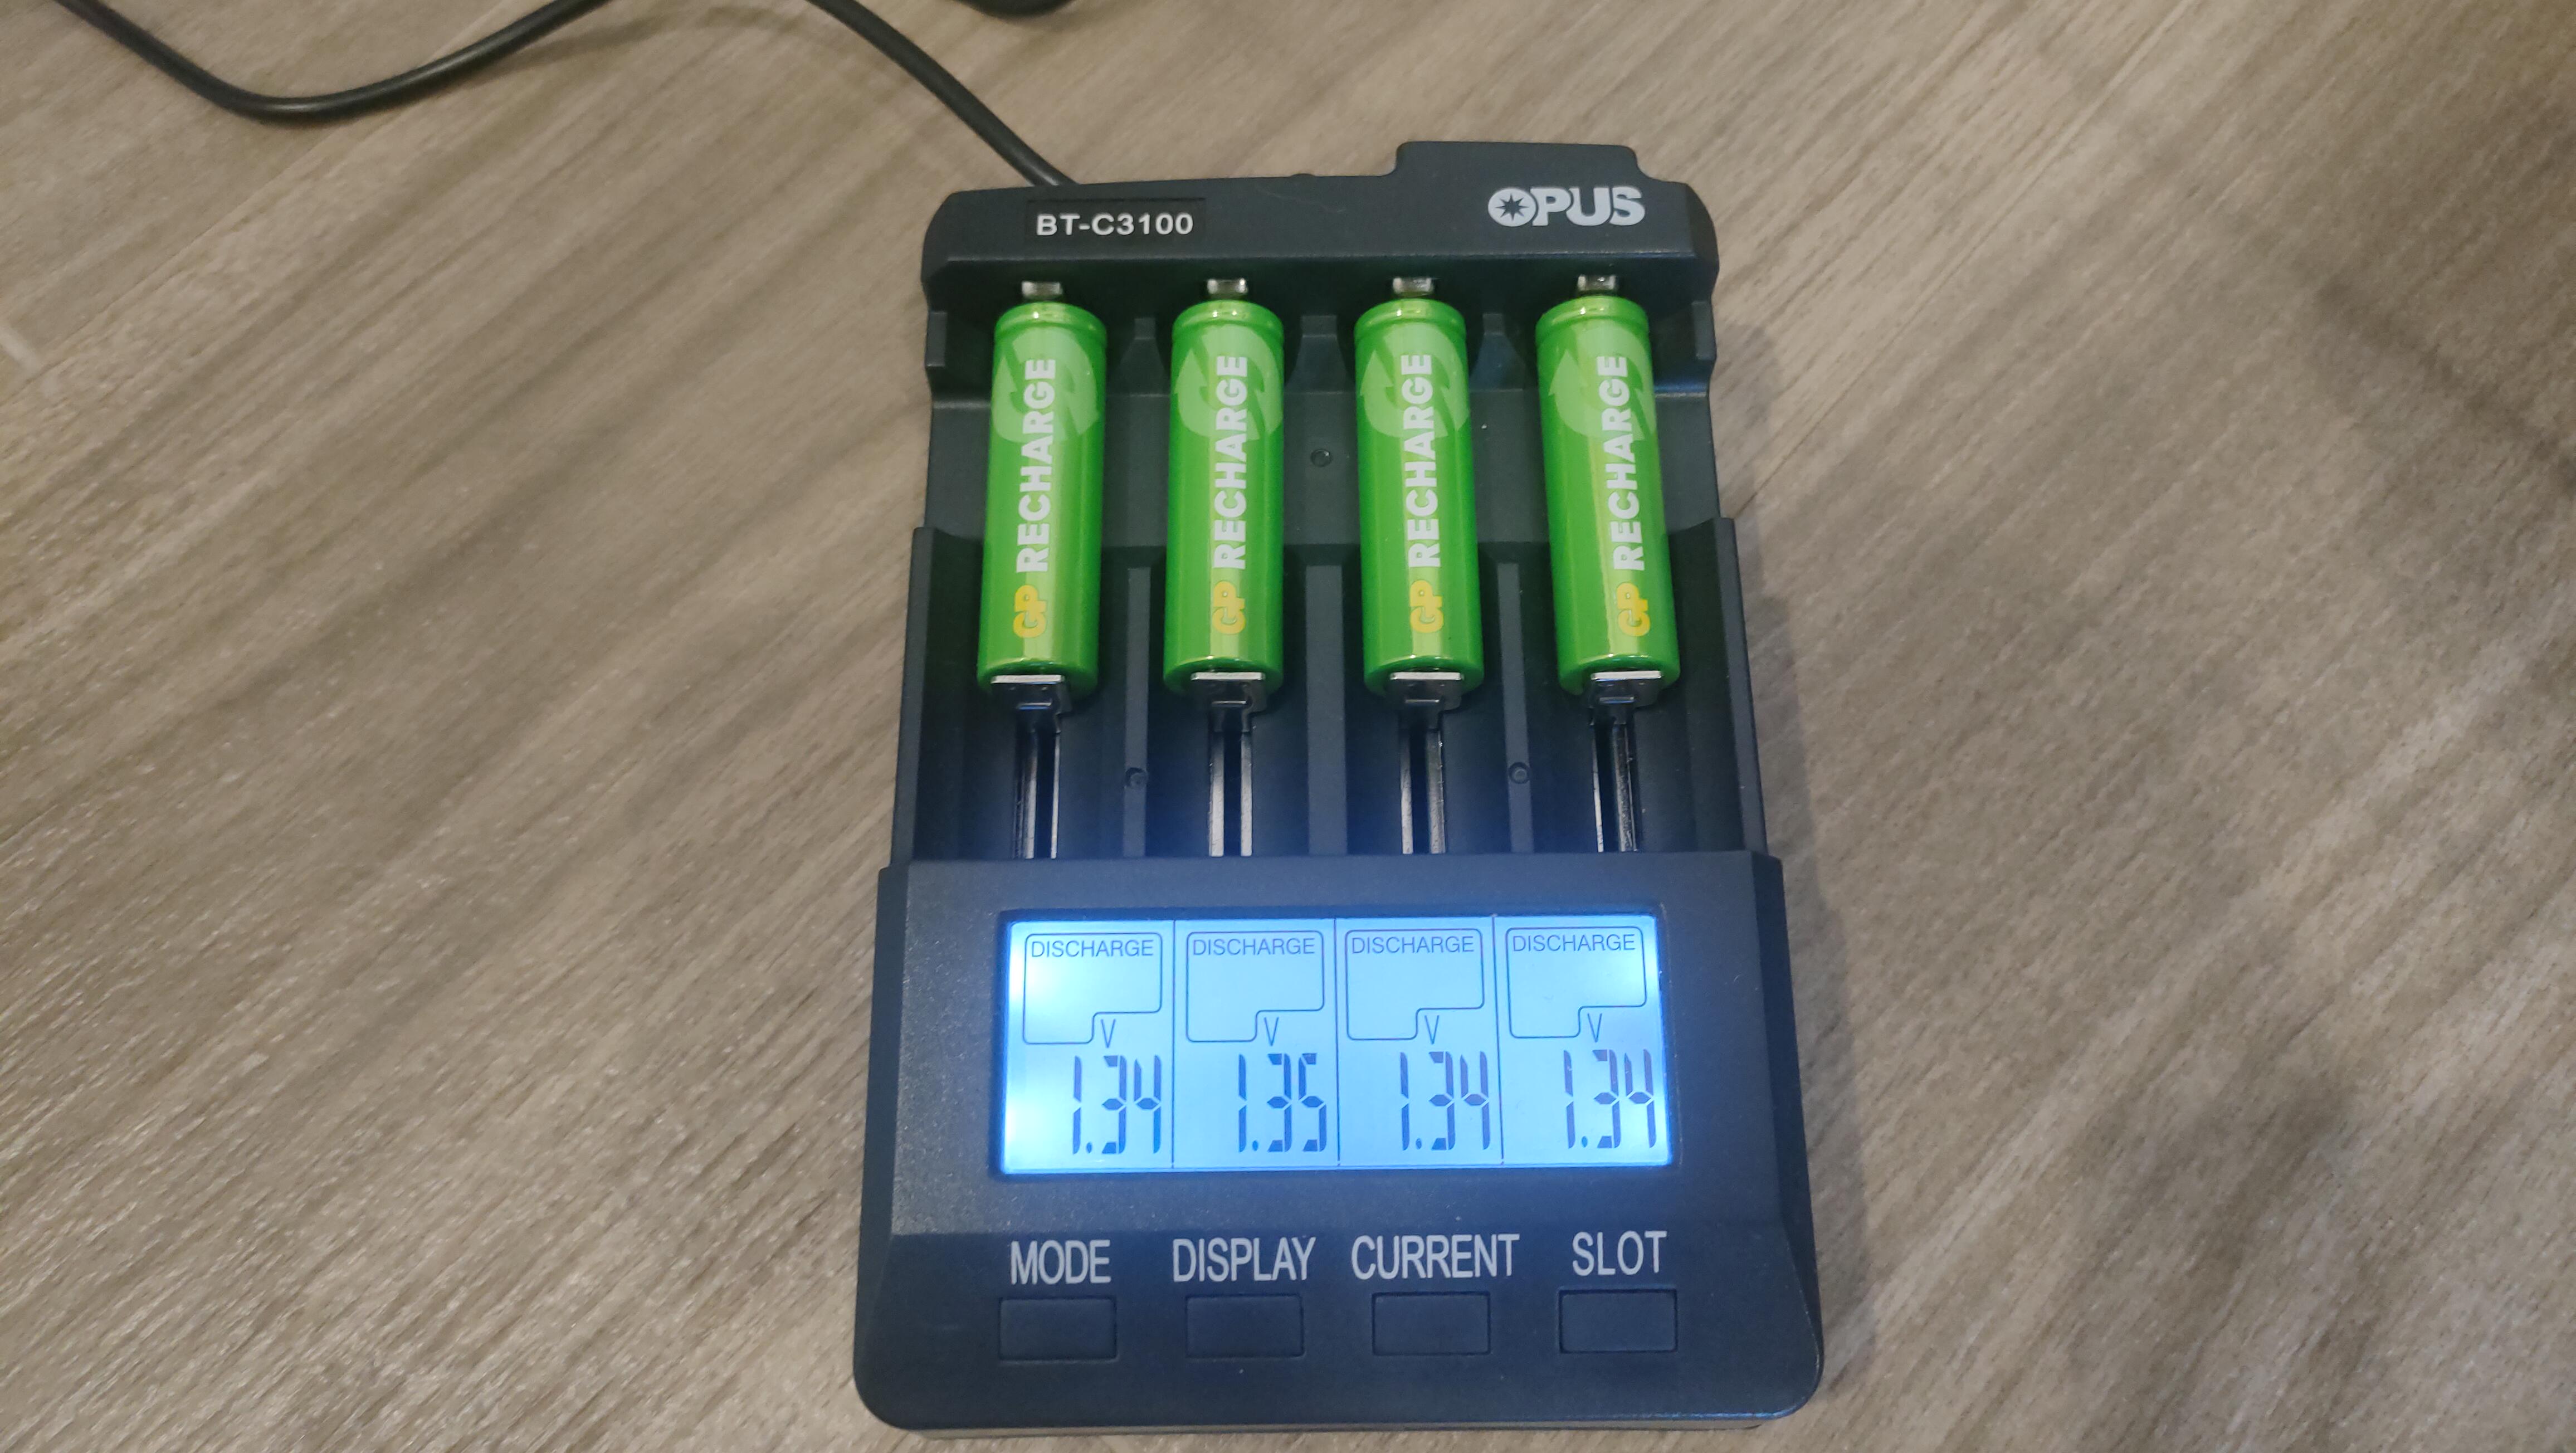 BT-C3100
OPUS
GP RECHARGE
GP RECHARGE
GP RECHARGE
GP RECHARGE
DISCHARGE DISCHARGE DISCHARGE DISCHARGE
V V V V
1.34 1.35 1.34 1.34
MODE DISPLAY CURRENT SLOT